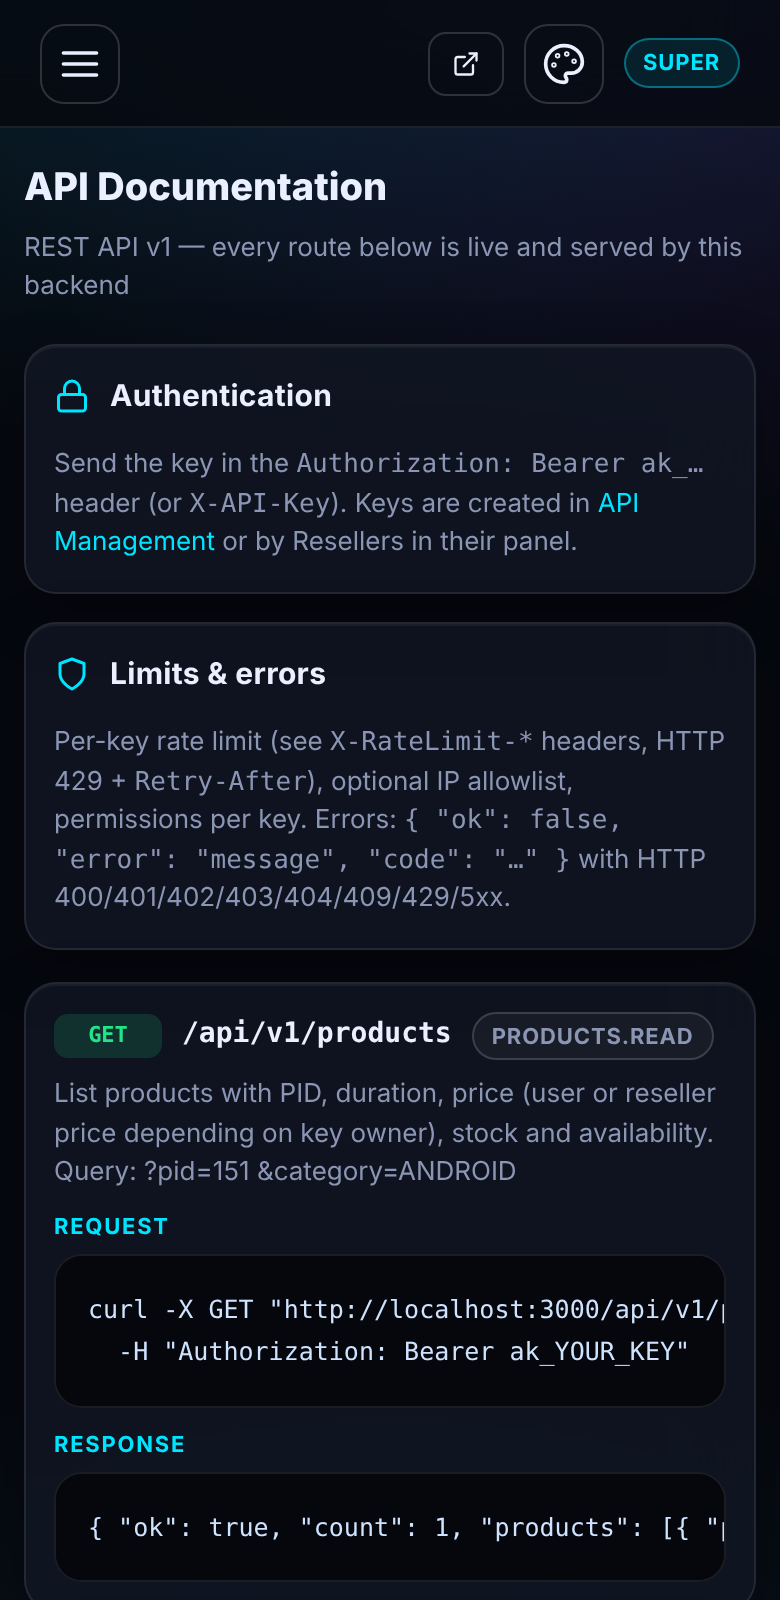 SUPER
API Documentation
REST API v1 — every route below is live and served by this
backend
Authentication
Send the key in the Authorization: Bearer ak_…
header (or X-API-Key). Keys are created in API
Management or by Resellers in their panel.
Limits & errors
Per-key rate limit (see X-RateLimit-* headers, HTTP
429 + Retry-After), optional IP allowlist,
permissions per key. Errors: { "ok": false,
"error": "message", "code": "…" } with HTTP
400/401/402/403/404/409/429/5xx.
GET /api/v1/products PRODUCTS.READ
List products with PID, duration, price (user or reseller
price depending on key owner), stock and availability.
Query: ?pid=151 &category=ANDROID
REQUEST
curl -X GET "http://localhost:3000/api/v1/
-H "Authorization: Bearer ak_YOUR_KEY"
RESPONSE
{ "ok": true, "count": 1, "products": [{ "